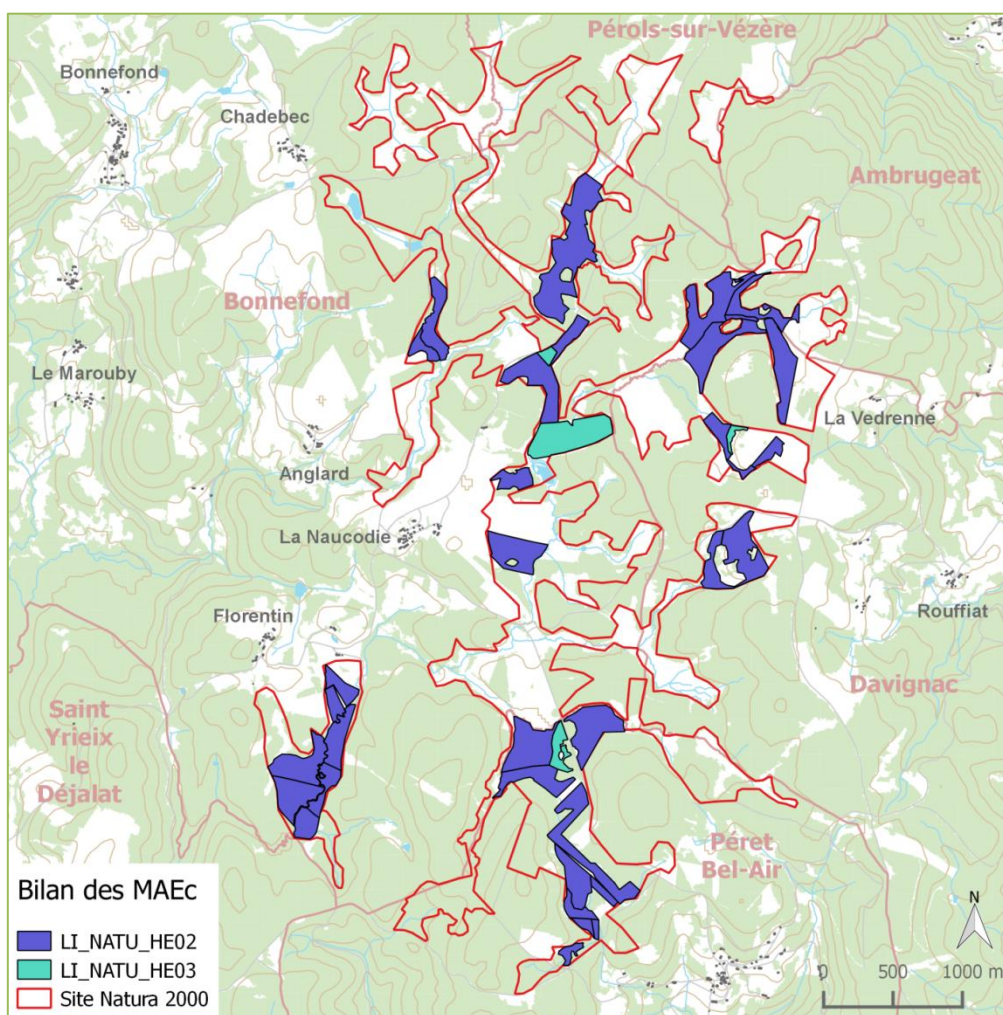 Pérols-sur-Vézère
Bonnefond
Chadebec
Ambrugeat
Bonnefond
Le Marouby
La Vedrenne
Anglard
La Naucodie
Rouffiat
Florentin
Davignac
Saint
Yrieix
le
Déjalat
Péret
Bel-Air
Bilan des MAEc
LI_NATU_HE02
LI_NATU_HE03
Site Natura 2000
N
0 500 1000 m